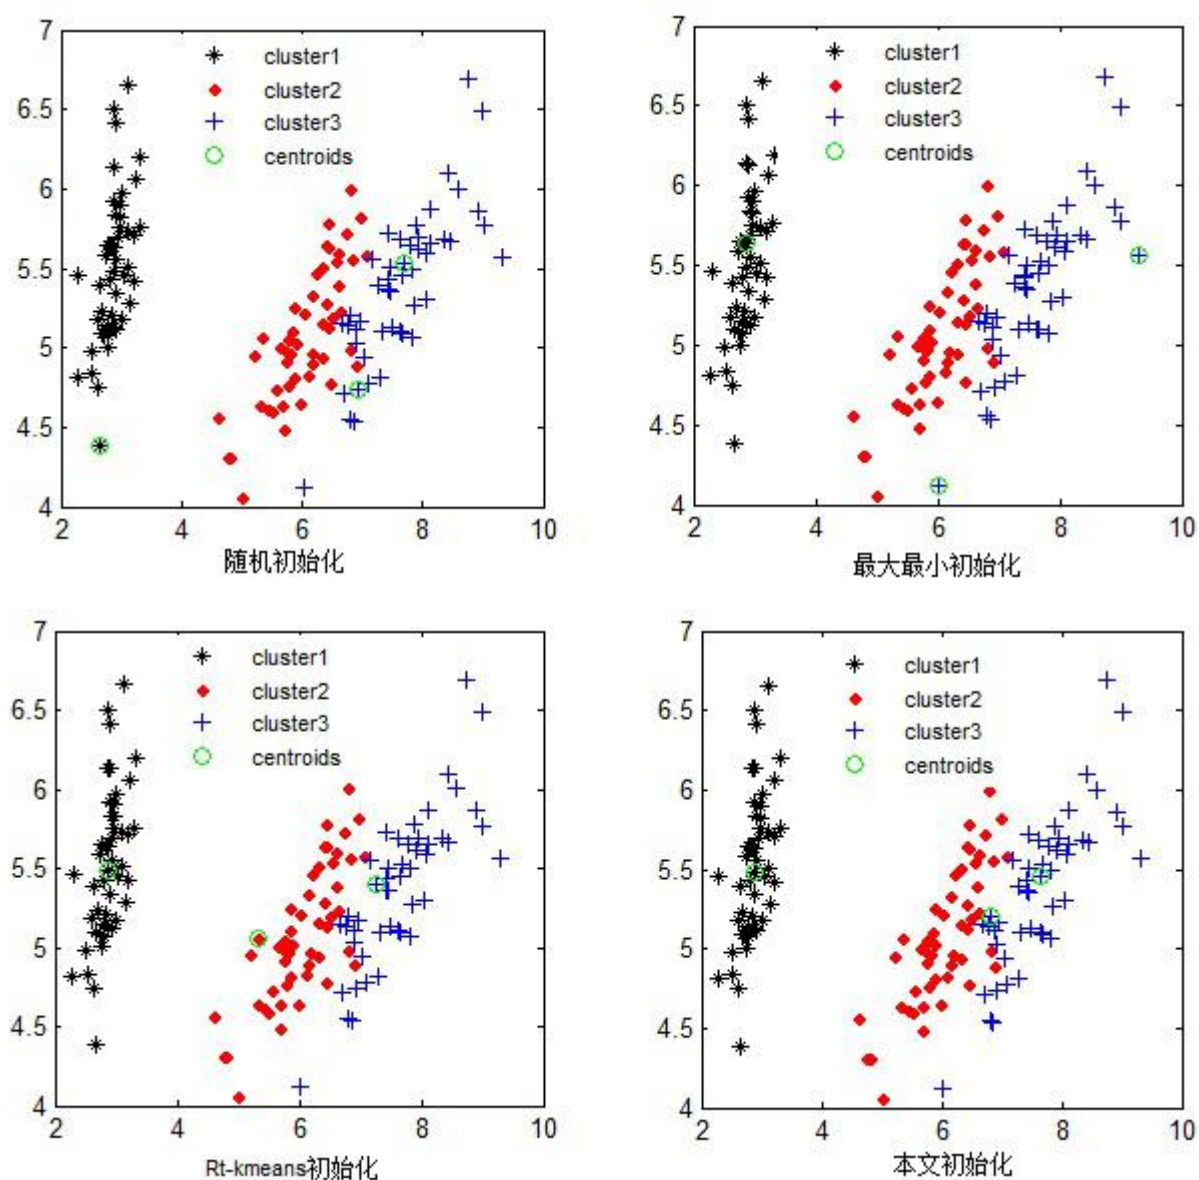 7
6.5
6
5.5
5
4.5
4
2
4
6
8
10
cluster1
cluster2
cluster3
centroids
随机初始化
7
6.5
6
5.5
5
4.5
4
2
4
6
8
10
cluster1
cluster2
cluster3
centroids
最大最小初始化
7
6.5
6
5.5
5
4.5
4
2
4
6
8
10
cluster1
cluster2
cluster3
centroids
Rt-kmeans初始化
7
6.5
6
5.5
5
4.5
4
2
4
6
8
10
cluster1
cluster2
cluster3
centroids
本文初始化